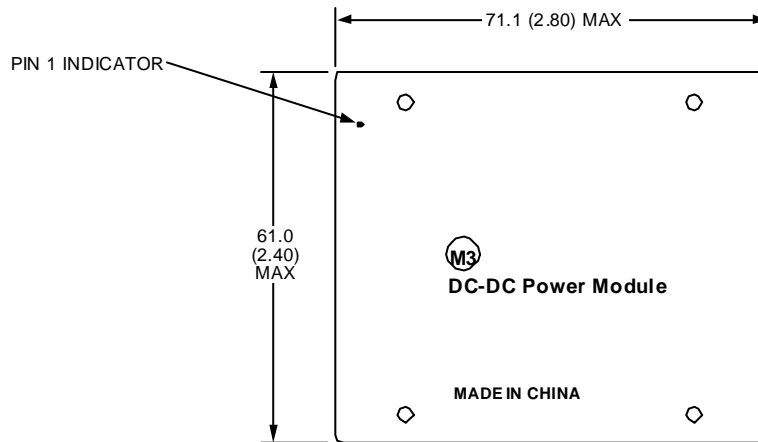 71.1 (2.80) MAX
PIN 1 INDICATOR
61.0
(2.40)
MAX
M3
DC-DC Power Module
MADE IN CHINA